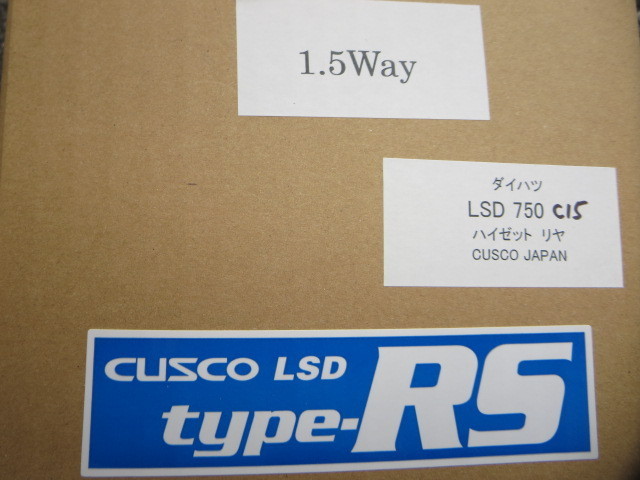 1.5Way
ダイハツ
LSD 750 C15
ハイゼット リヤ
CUSCO JAPAN
CUSCO LSD
type-RS